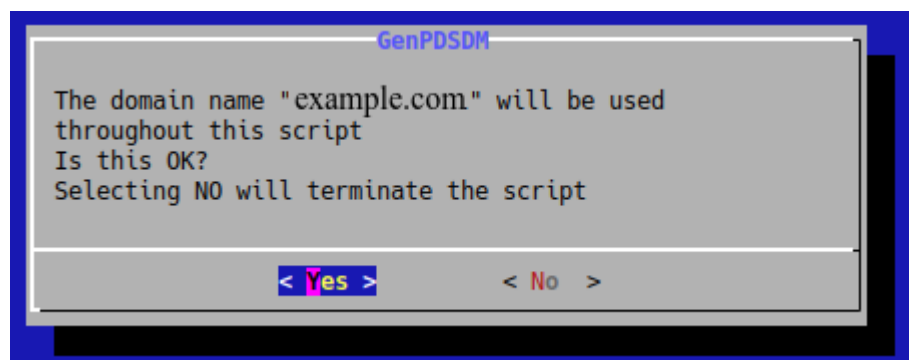 GenPDSDM
The domain name "example.com" will be used
throughout this script
Is this OK?
Selecting NO will terminate the script
< Yes > < No >